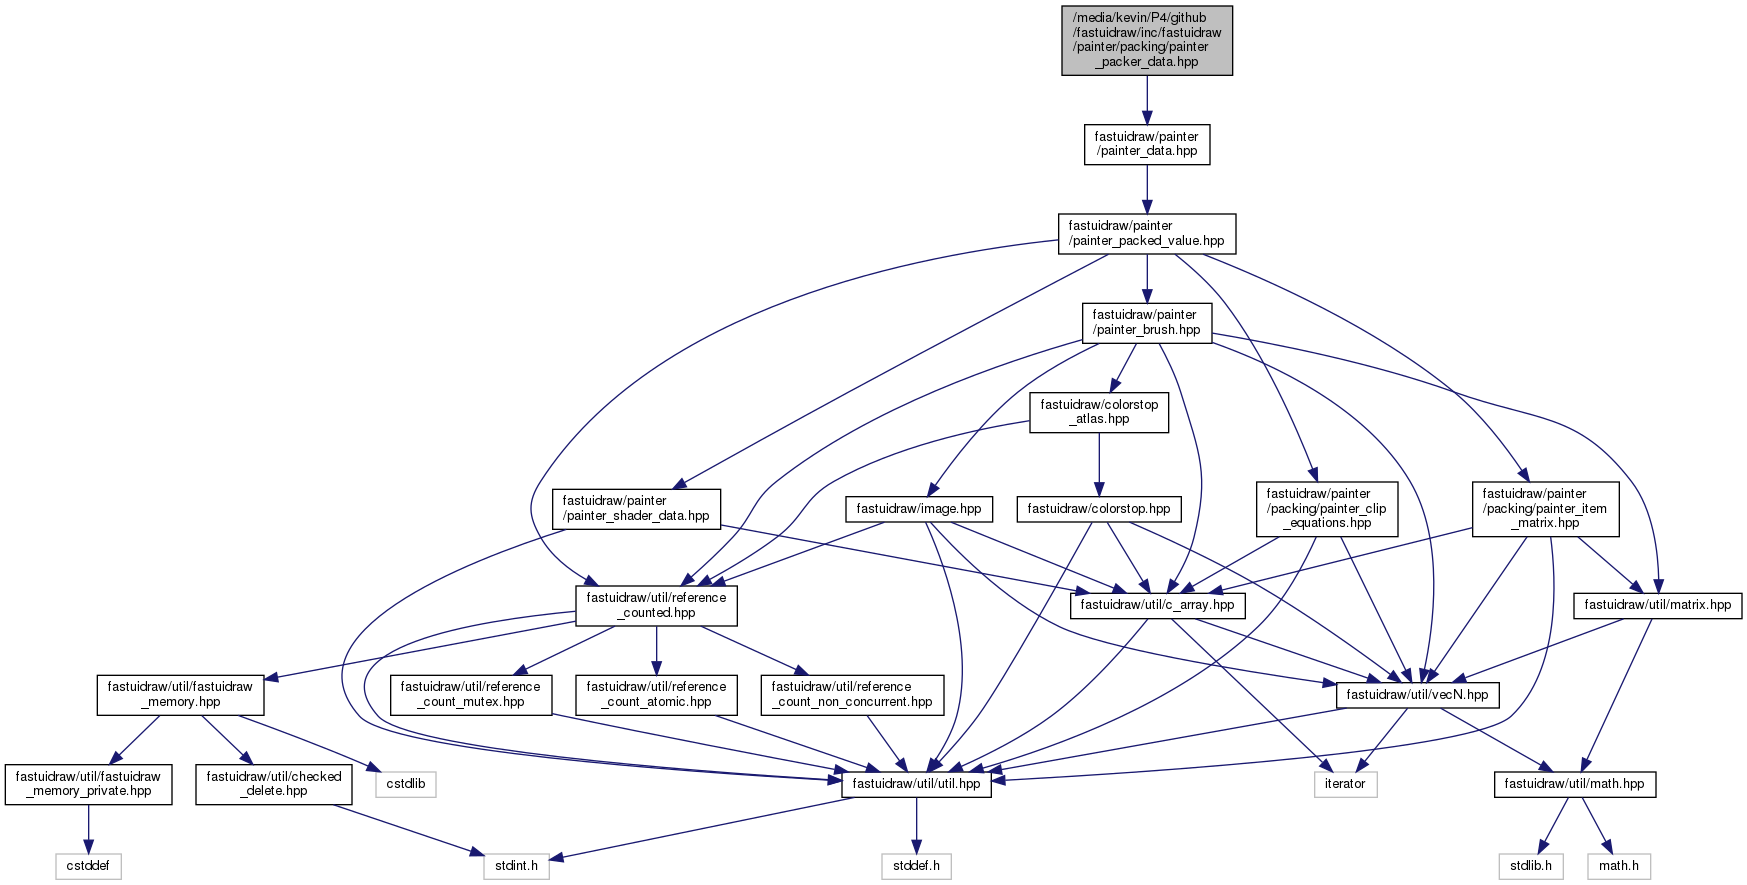 /media/kevin/P4/github
/fastuidraw/inc/fastuidraw
/painter/packing/painter
_packer_data.hpp
fastuidraw/painter
/painter_data.hpp
fastuidraw/painter
/painter_packed_value.hpp
fastuidraw/painter
/painter_brush.hpp
fastuidraw/colorstop
_atlas.hpp
fastuidraw/painter
/painter_shader_data.hpp
fastuidraw/image.hpp
fastuidraw/colorstop.hpp
fastuidraw/painter
/packing/painter_clip
_equations.hpp
fastuidraw/painter
/packing/painter_item
_matrix.hpp
fastuidraw/util/reference
_counted.hpp
fastuidraw/util/c_array.hpp
fastuidraw/util/matrix.hpp
fastuidraw/util/fastuidraw
_memory.hpp
fastuidraw/util/reference
_count_mutex.hpp
fastuidraw/util/reference
_count_atomic.hpp
fastuidraw/util/reference
_count_non_concurrent.hpp
fastuidraw/util/vecN.hpp
fastuidraw/util/fastuidraw
_memory_private.hpp
fastuidraw/util/checked
_delete.hpp
cstdlib
fastuidraw/util/util.hpp
iterator
fastuidraw/util/math.hpp
cstddef
stdint.h
stddef.h
stdlib.h
math.h